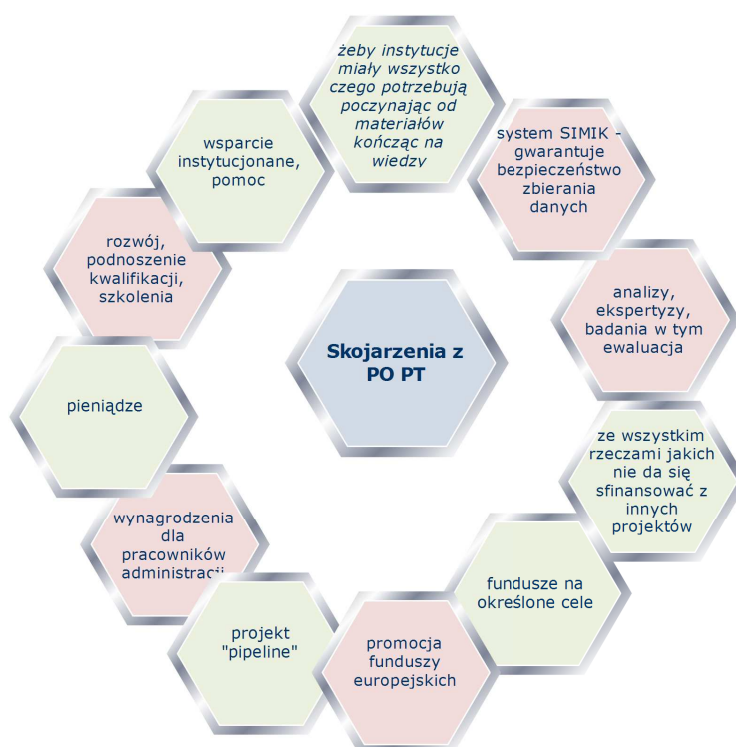 żeby instytucje
miały wszystko
czego potrzebują
poczynając od
materiałów
kończąc na
wiedzy
system SIMIK -
gwarantuje
bezpieczeństwo
zbierania
danych
analizy,
ekspertyzy,
badania w tym
ewaluacja
ze wszystkim
rzeczami jakich
nie da się
sfinansować z
innych
projektów
fundusze na
określone cele
promocja
funduszy
europejskich
projekt
"pipeline"
wynagrodzenia
dla
pracowników
administracji
pieniądze
rozwój,
podnoszenie
kwalifikacji,
szkolenia
wsparcie
instytucjonane,
pomoc
Skojarzenia z
PO PT